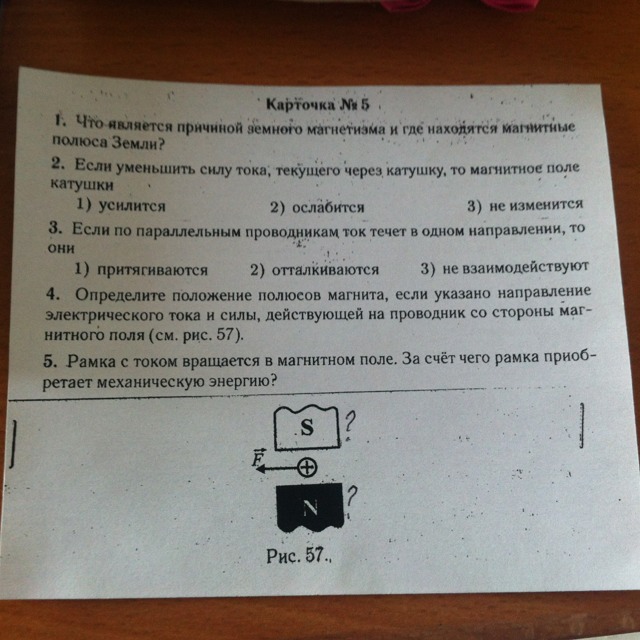 Карточка № 5
1. Что является причиной земного магнетизма и где находятся магнитные
полюса Земли?
2. Если уменьшить силу тока, текущего через катушку, то магнитное поле
катушки
1) усилится 2) ослабится 3) не изменится
3. Если по параллельным проводникам ток течет в одном направлении, то
они
1) притягиваются 2) отталкиваются 3) не взаимодействуют
4. Определите положение полюсов магнита, если указано направление
электрического тока и силы, действующей на проводник со стороны маг-
нитного поля (см. рис. 57).
5. Рамка с током вращается в магнитном поле. За счёт чего рамка приоб-
ретает механическую энергию?
S ?
F
N ?
Рис. 57.